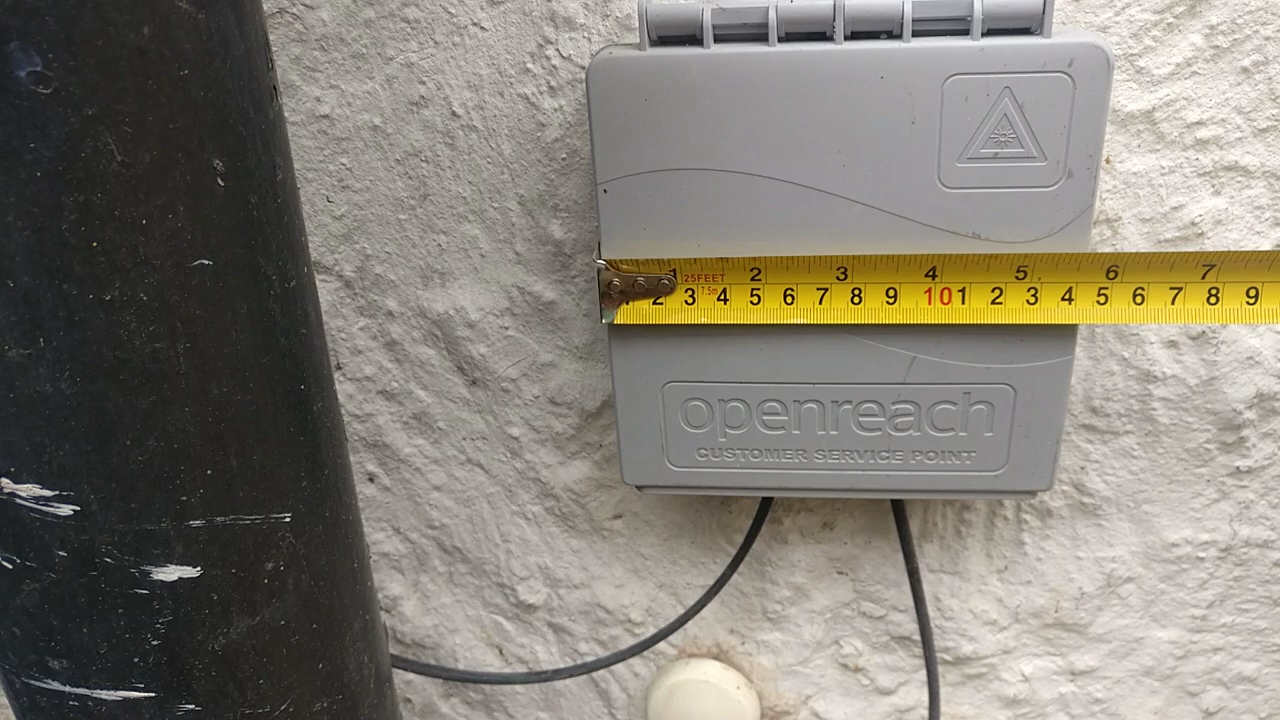 1 25FEET 2 3 4 5 6 7
2 3 7.5m 4 5 6 7 8 9 10 1 2 3 4 5 6 7 8 9
openreach
CUSTOMER SERVICE POINT